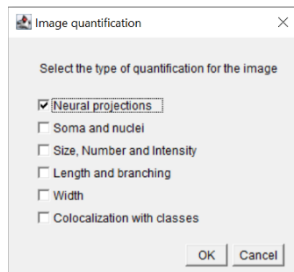 Image quantification
Select the type of quantification for the image
Neural projections
Soma and nuclei
Size, Number and Intensity
Length and branching
Width
Colocalization with classes
OK Cancel